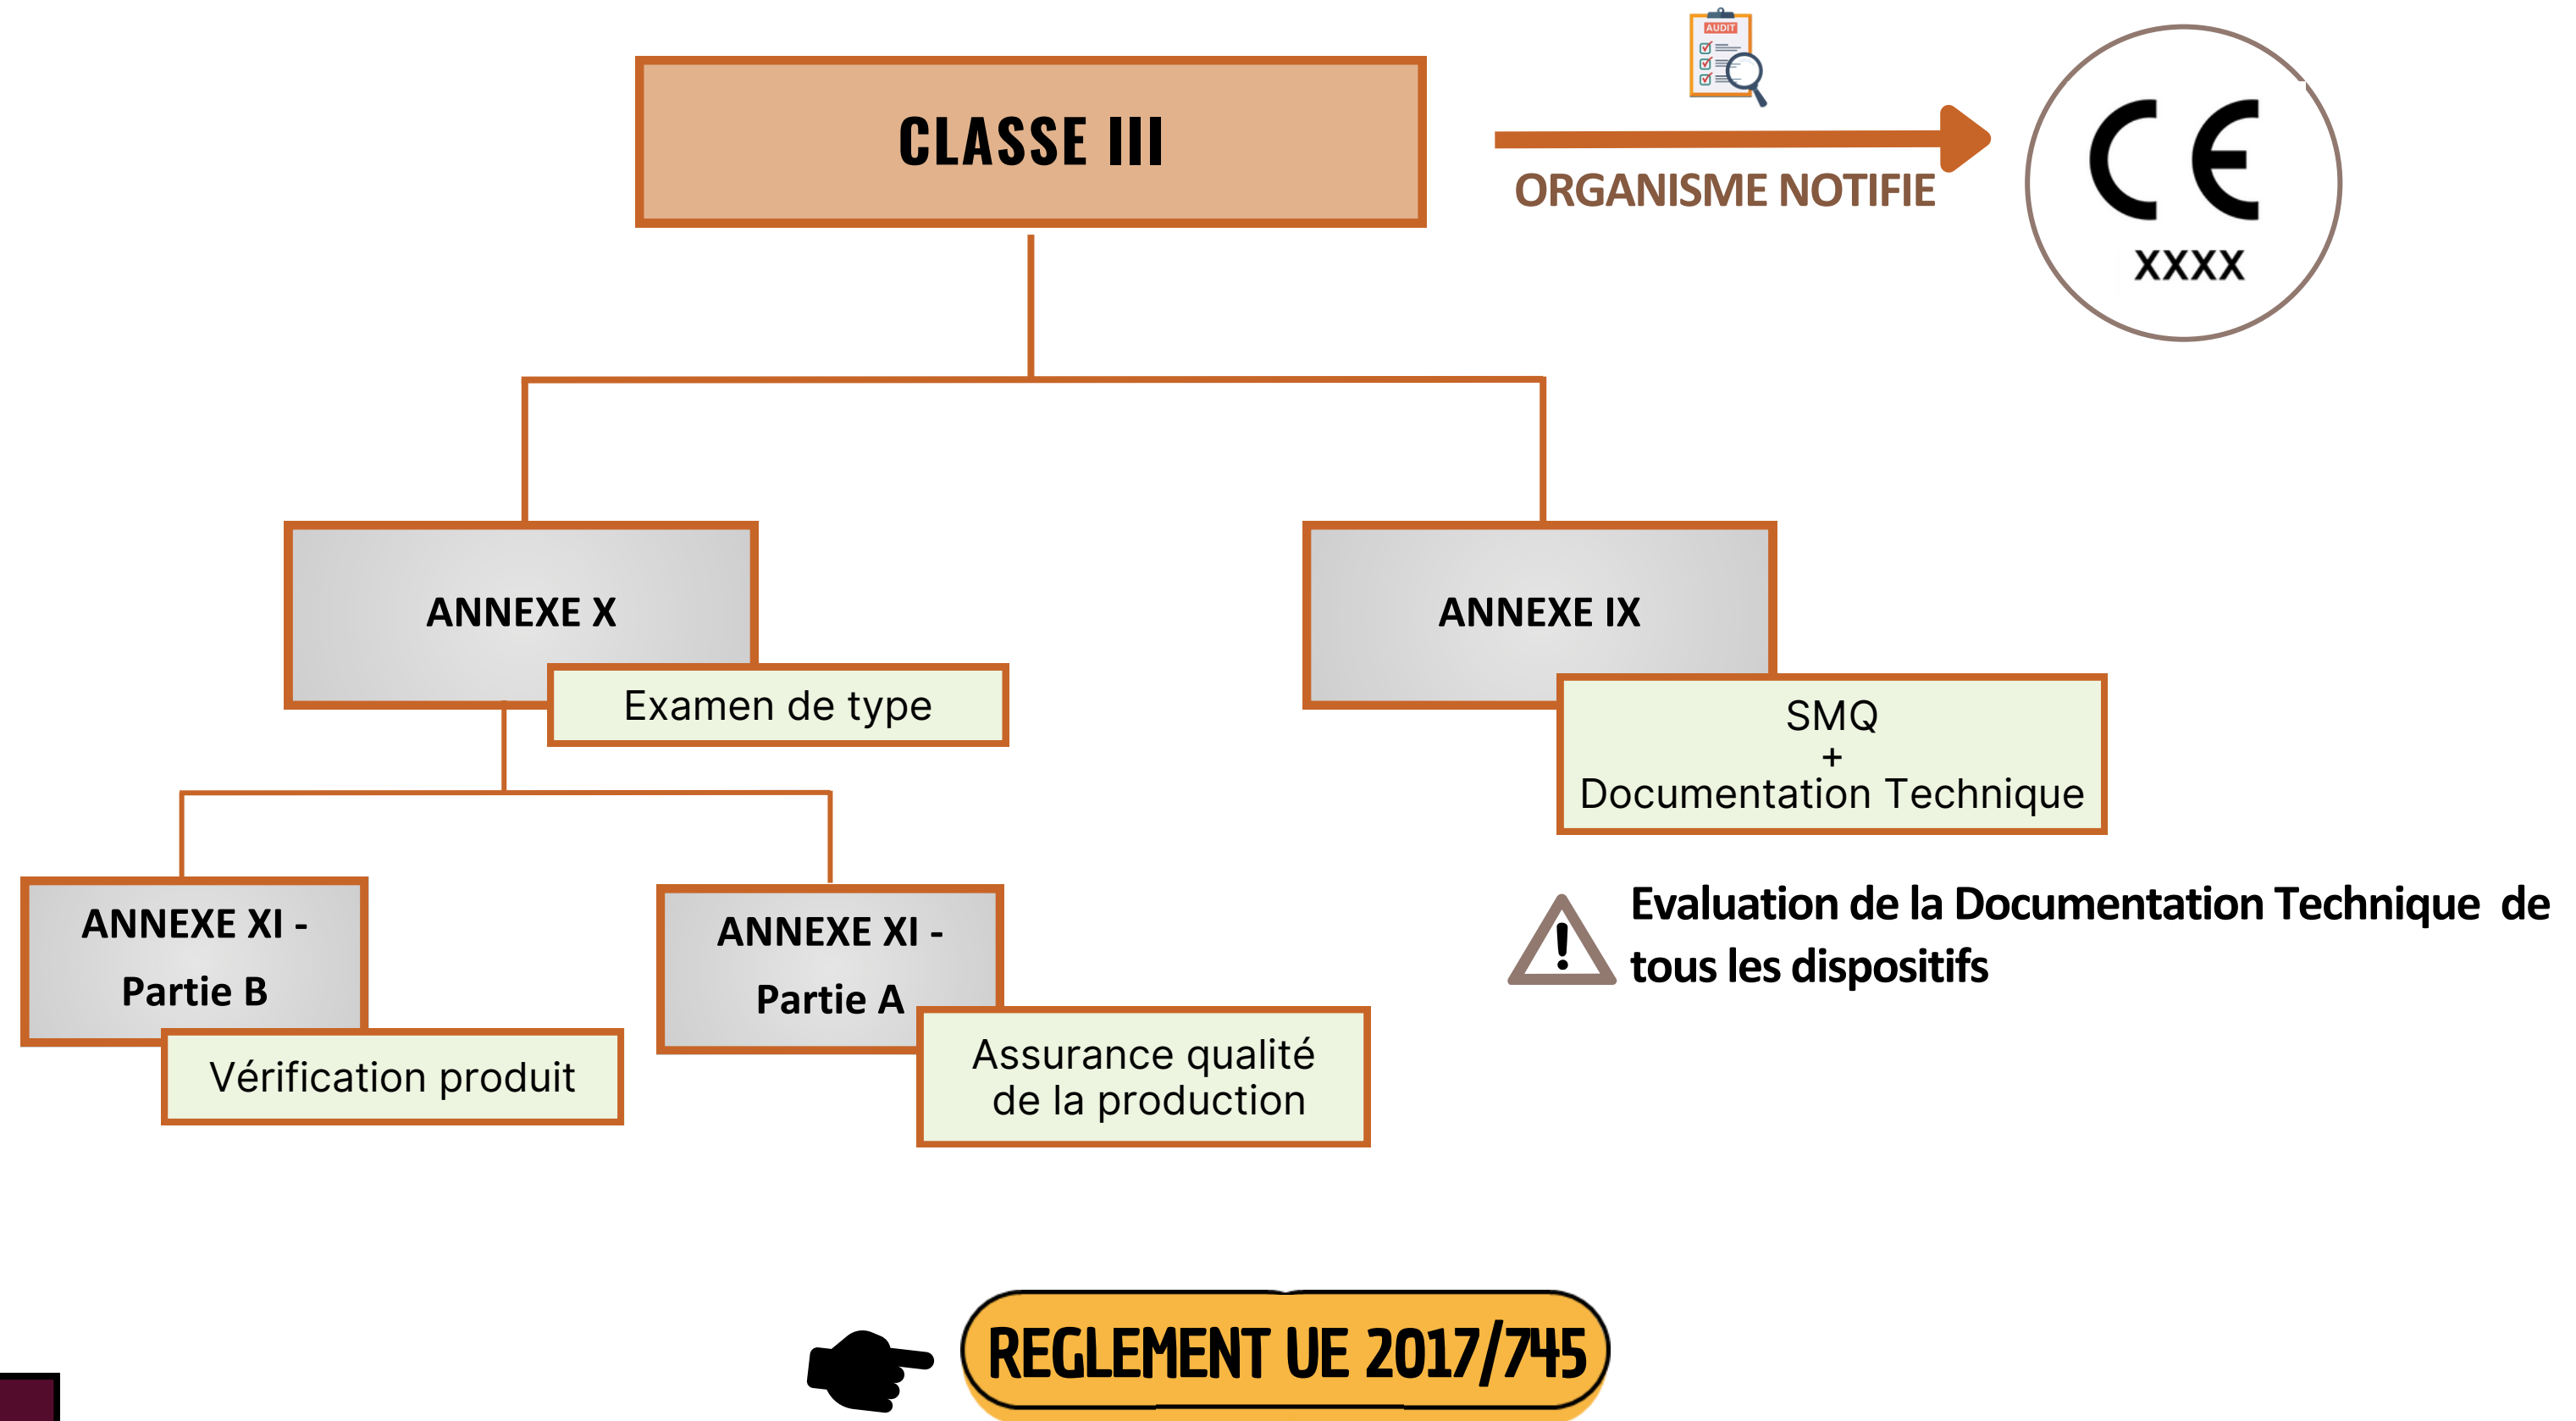 AUDIT
CLASSE III
ORGANISME NOTIFIE
CE
XXXX
ANNEXE X
Examen de type
ANNEXE IX
SMQ
+
Documentation Technique
ANNEXE XI -
Partie B
Vérification produit
ANNEXE XI -
Partie A
Assurance qualité
de la production
Evaluation de la Documentation Technique de
tous les dispositifs
REGLEMENT UE 2017/745